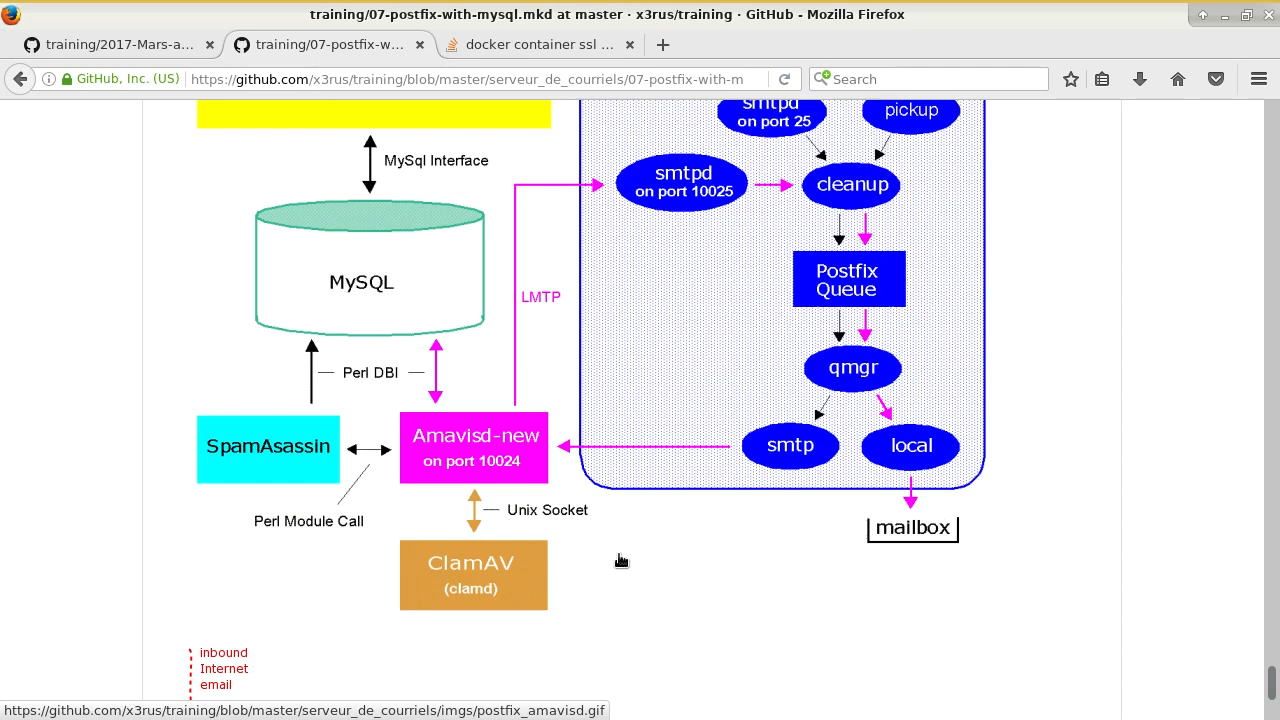 training/07-postfix-with-mysql.mkd at master · x3rus/training · GitHub - Mozilla Firefox
training/2017-Mars-a... ×
training/07-postfix-w... ×
docker container ssl ... ×
GitHub, Inc. (US)
https://github.com/x3rus/training/blob/master/serveur_de_courriels/07-postfix-with-m
Search
smtpd
on port 25
pickup
MySql Interface
smtpd
on port 10025
cleanup
MySQL
Postfix
Queue
LMTP
Perl DBI
qmgr
SpamAsassin
Amavisd-new
on port 10024
smtp
local
Perl Module Call
Unix Socket
mailbox
ClamAV
(clamd)
inbound
Internet
email
https://github.com/x3rus/training/blob/master/serveur_de_courriels/imgs/postfix_amavisd.gif